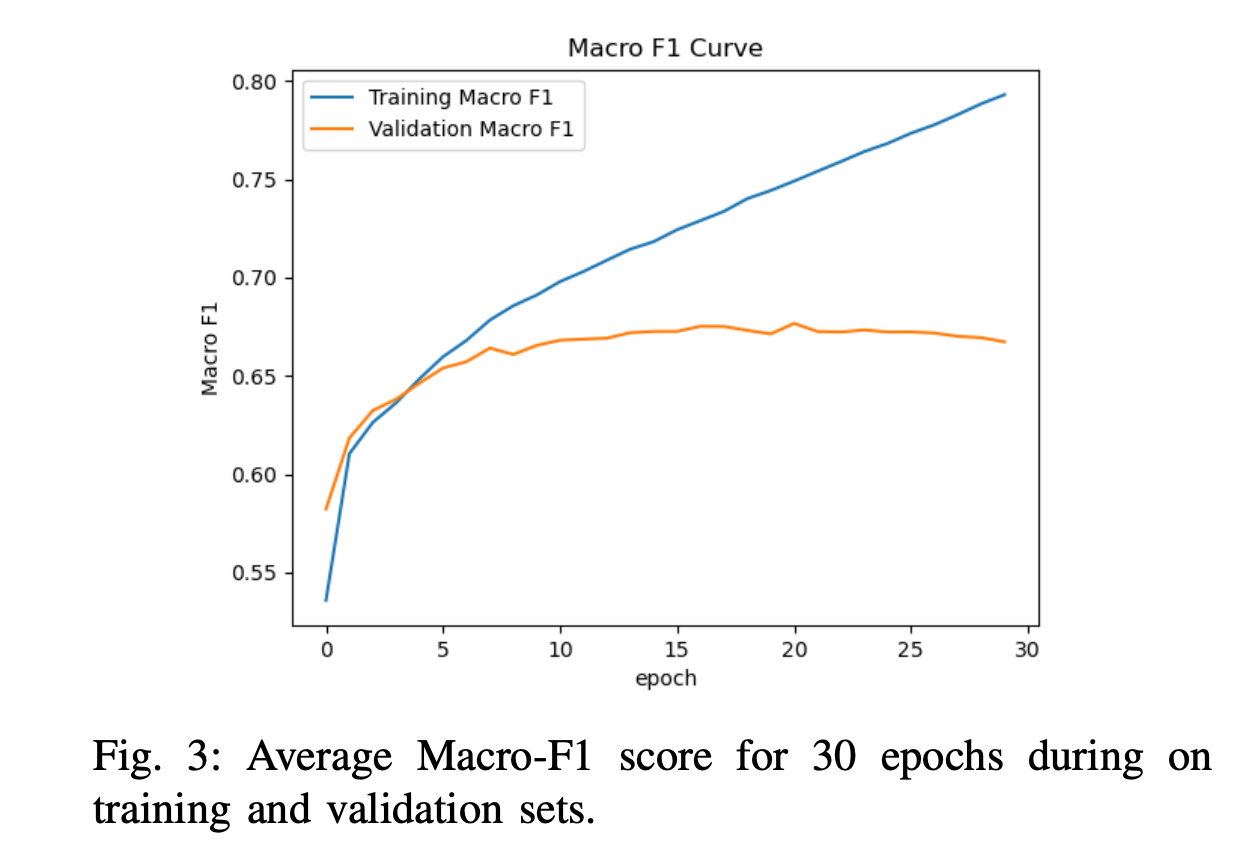 Macro F1 Curve
Training Macro F1
Validation Macro F1
0.80
0.75
0.70
0.65
0.60
0.55
Macro F1
0 5 10 15 20 25 30
epoch
Fig. 3: Average Macro-F1 score for 30 epochs during on
training and validation sets.